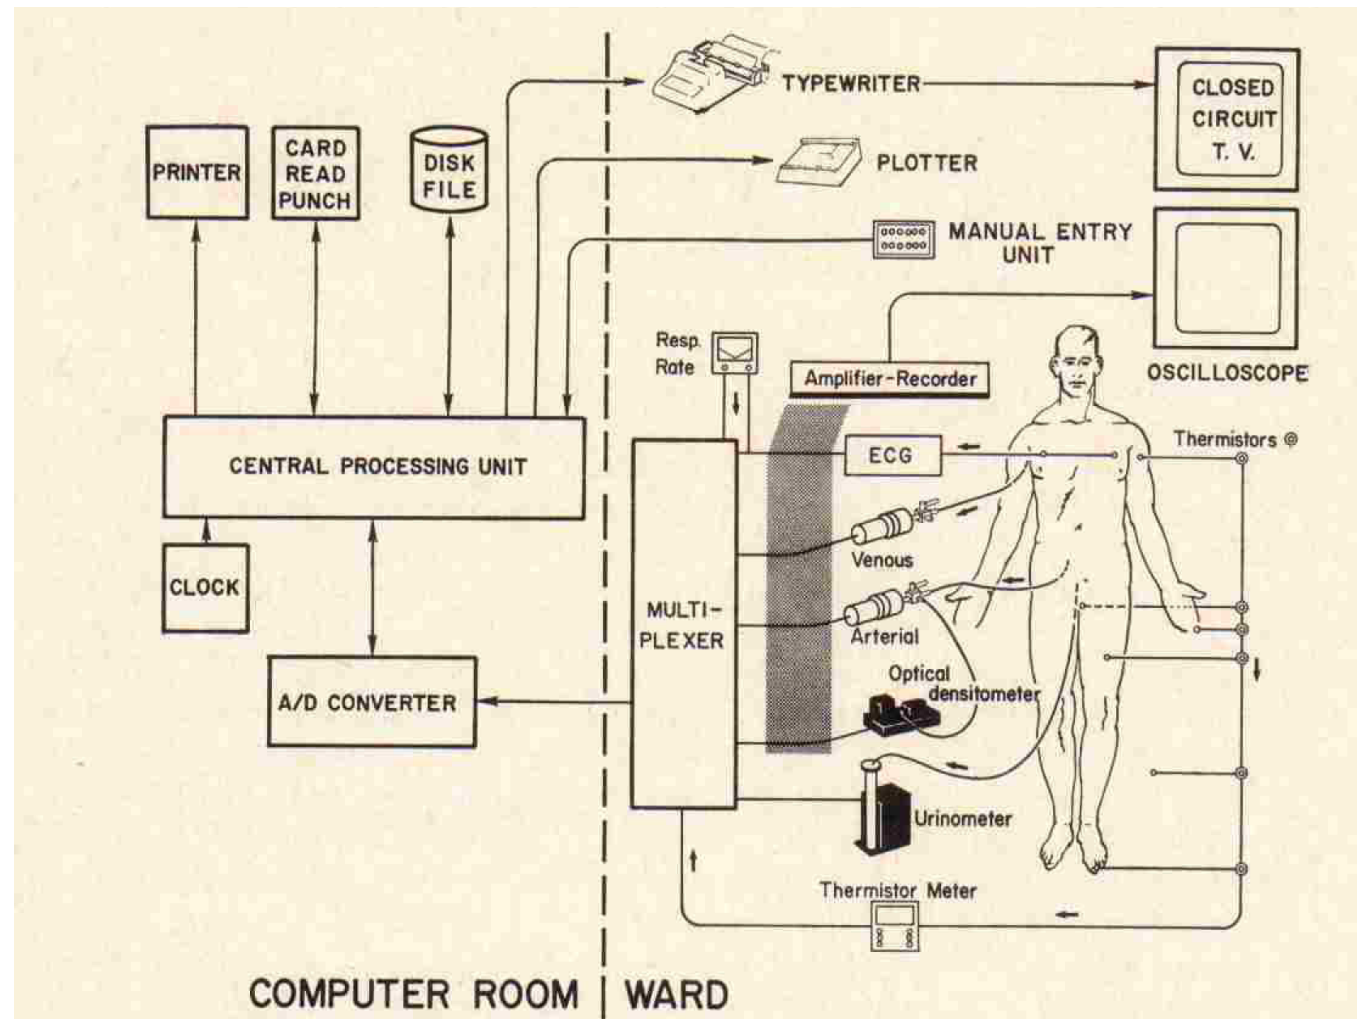 TYPEWRITER
CLOSED
CIRCUIT
T. V.
PRINTER
CARD
READ
PUNCH
DISK
FILE
PLOTTER
MANUAL ENTRY
UNIT
OSCILLOSCOPE
Resp.
Rate
Amplifier-Recorder
Thermistors
CENTRAL PROCESSING UNIT
ECG
Venous
CLOCK
MULTI-
PLEXER
Arterial
Optical
densitometer
A/D CONVERTER
Urinometer
Thermistor Meter
COMPUTER ROOM
WARD